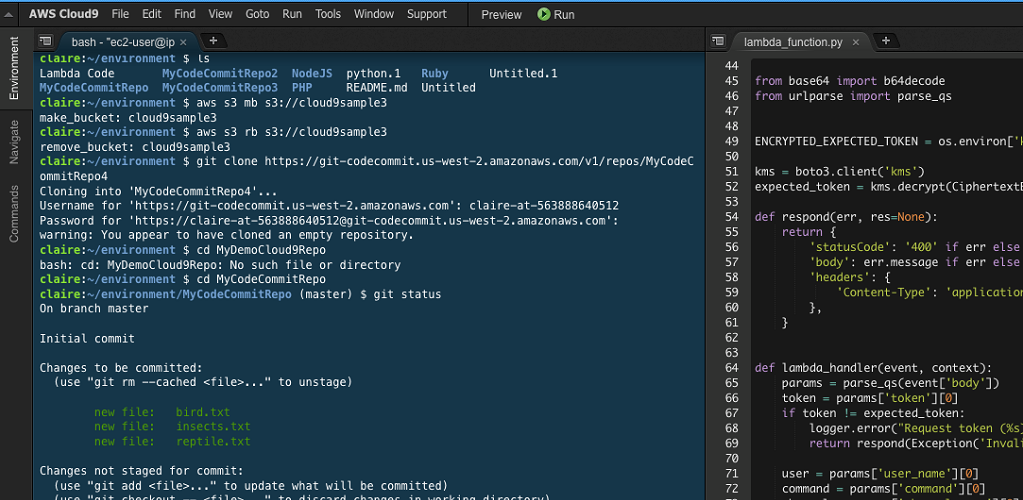 AWS Cloud9 File Edit Find View Goto Run Tools Window Support Preview Run
Environment
Navigate
Commands
bash - "ec2-user@ip × +
claire:~/environment $ ls
Lambda Code MyCodeCommitRepo2 NodeJS python.1 Ruby Untitled.1
MyCodeCommitRepo MyCodeCommitRepo3 PHP README.md Untitled
claire:~/environment $ aws s3 mb s3://cloud9sample3
make_bucket: cloud9sample3
claire:~/environment $ aws s3 rb s3://cloud9sample3
remove_bucket: cloud9sample3
claire:~/environment $ git clone https://git-codecommit.us-west-2.amazonaws.com/v1/repos/MyCodeC
ommitRepo4
Cloning into 'MyCodeCommitRepo4'...
Username for 'https://git-codecommit.us-west-2.amazonaws.com': claire-at-563888640512
Password for 'https://claire-at-563888640512@git-codecommit.us-west-2.amazonaws.com':
warning: You appear to have cloned an empty repository.
claire:~/environment $ cd MyDemoCloud9Repo
bash: cd: MyDemoCloud9Repo: No such file or directory
claire:~/environment $ cd MyCodeCommitRepo
claire:~/environment/MyCodeCommitRepo (master) $ git status
On branch master
Initial commit
Changes to be committed:
(use "git rm --cached <file>..." to unstage)
new file: bird.txt
new file: insects.txt
new file: reptile.txt
Changes not staged for commit:
(use "git add <file>..." to update what will be committed)
(use "git checkout -- <file>..." to discard changes in working directory)
lambda_function.py × +
44
45 from base64 import b64decode
46 from urlparse import parse_qs
47
48
49 ENCRYPTED_EXPECTED_TOKEN = os.environ['
50
51 kms = boto3.client('kms')
52 expected_token = kms.decrypt(Ciphertext
53
54 def respond(err, res=None):
55 return {
56 'statusCode': '400' if err else
57 'body': err.message if err else
58 'headers': {
59 'Content-Type': 'application
60 },
61 }
62
63
64 def lambda_handler(event, context):
65 params = parse_qs(event['body'])
66 token = params['token'][0]
67 if token != expected_token:
68 logger.error("Request token (%s)
69 return respond(Exception('Invali
70
71 user = params['user_name'][0]
72 command = params['command'][0]